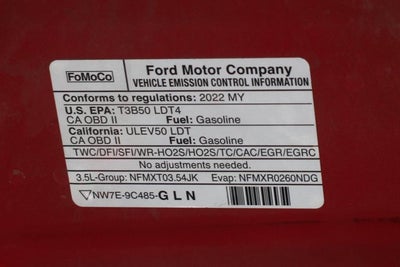 FoMoCo
Ford Motor Company
VEHICLE EMISSION CONTROL INFORMATION
Conforms to regulations: 2022 MY
U.S. EPA: T3B50 LDT4
CA OBD II Fuel: Gasoline
California: ULEV50 LDT
CA OBD II Fuel: Gasoline
TWC/DFI/SFI/WR-HO2S/HO2S/TC/CAC/EGR/EGRC
No adjustments needed.
3.5L-Group: NFMXT03.54JK Evap: NFMXR0260NDG
NW7E-9C485-G L N